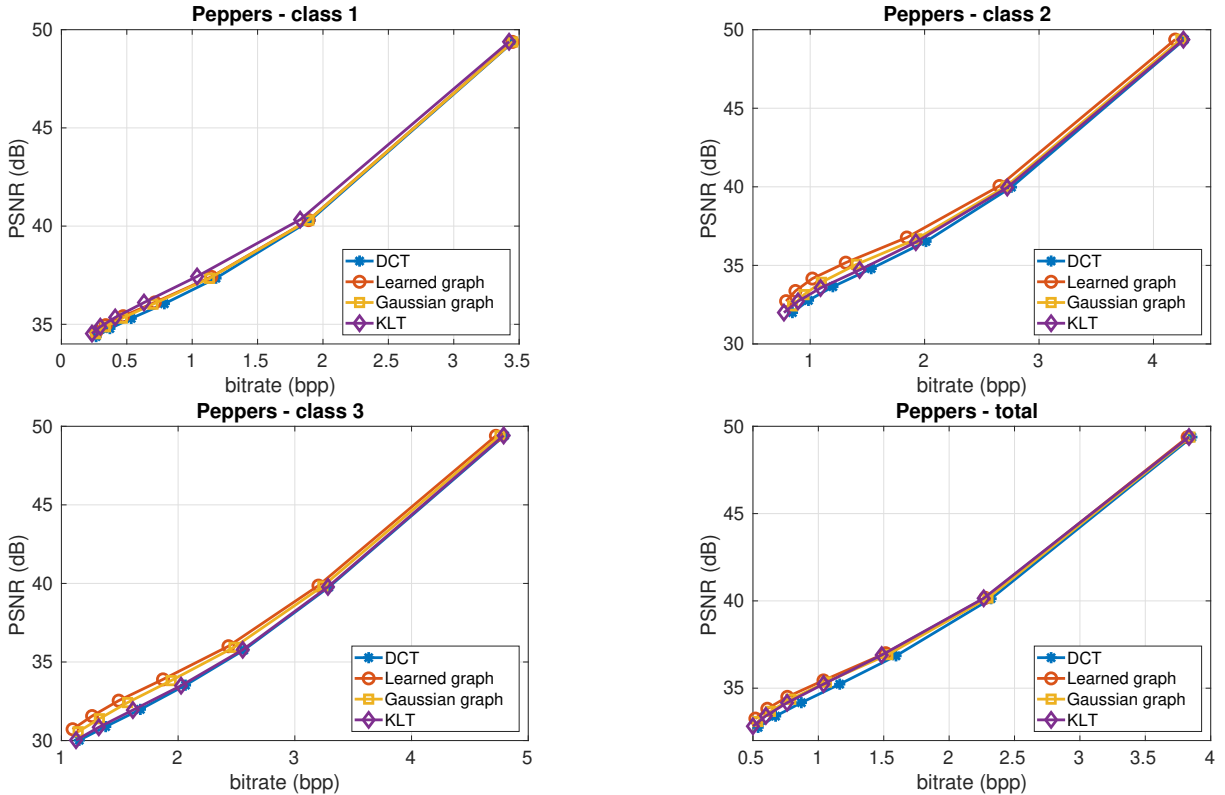 Peppers - class 1
50
45
40
35
PSNR (dB)
0 0.5 1 1.5 2 2.5 3 3.5
bitrate (bpp)
DCT
Learned graph
Gaussian graph
KLT
Peppers - class 2
50
45
40
35
30
PSNR (dB)
1 2 3 4
bitrate (bpp)
DCT
Learned graph
Gaussian graph
KLT
Peppers - class 3
50
45
40
35
30
PSNR (dB)
1 2 3 4 5
bitrate (bpp)
DCT
Learned graph
Gaussian graph
KLT
Peppers - total
50
45
40
35
PSNR (dB)
0.5 1 1.5 2 2.5 3 3.5 4
bitrate (bpp)
DCT
Learned graph
Gaussian graph
KLT